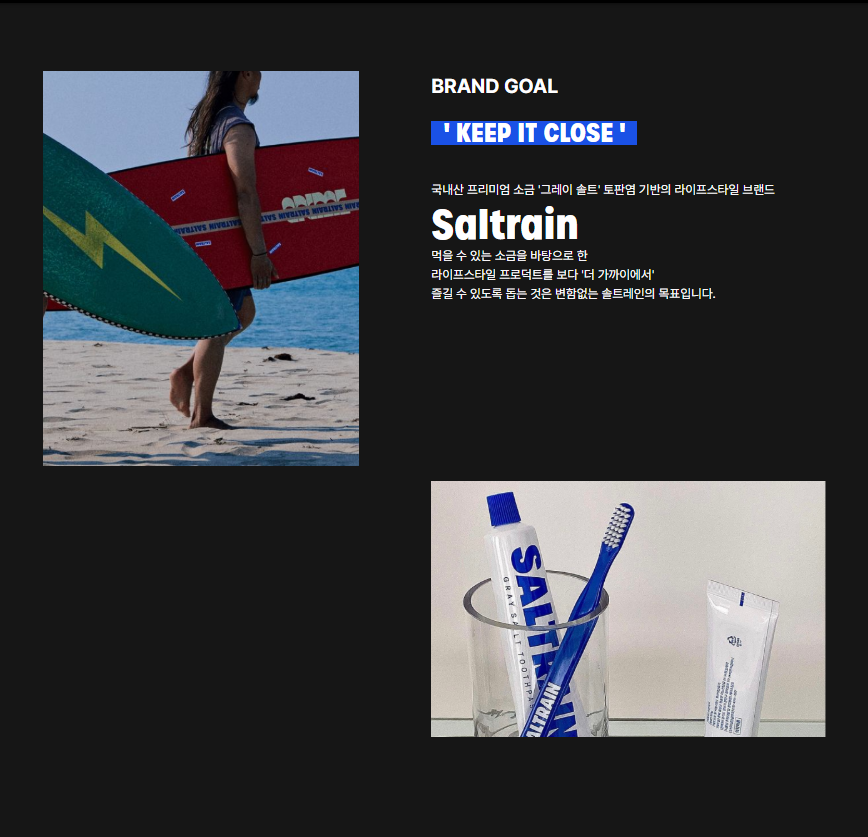 BRAND GOAL
' KEEP IT CLOSE '
국내산 프리미엄 소금 '그레이 솔트' 토판염 기반의 라이프스타일 브랜드
Saltrain
먹을 수 있는 소금을 바탕으로 한
라이프스타일 프로덕트를 보다 '더 가까이에서'
즐길 수 있도록 돕는 것은 변함없는 솔트레인의 목표입니다.
SALTRAIN SALTRAIN SALTRAIN SALTRAIN
SALTRAIN
GRAY SALT TOOTHPAS
ALTRAIN